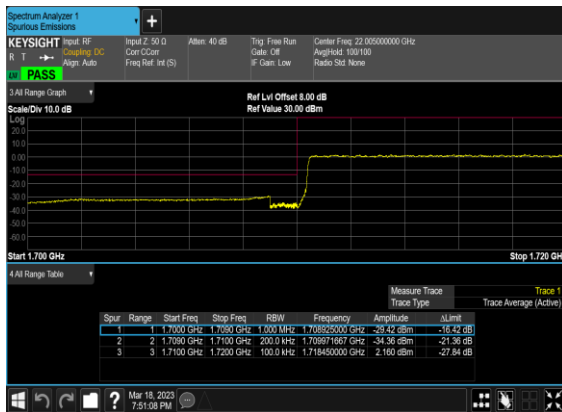 Spectrum Analyzer 1
Spurious Emissions
KEYSIGHT Input: RF Input Z: 50 Ω Atten: 40 dB Trig: Free Run Center Freq: 22.005000000 GHz
R T Coupling: DC Corr CCorr Gate: Off Avg|Hold: 100/100
Align: Auto Freq Ref: Int (S) IF Gain: Low Radio Std: None
PASS
3 All Range Graph
Ref Lvl Offset 8.00 dB
Scale/Div 10.0 dB Ref Value 30.00 dBm
Log
20.0
10.0
0.00
-10.0
-20.0
-30.0
-40.0
-50.0
-60.0
Start 1.700 GHz Stop 1.720 GH
4 All Range Table
Measure Trace Trace 1
Trace Type Trace Average (Active)
Spur Range Start Freq Stop Freq RBW Frequency Amplitude ΔLimit
1 1 1.7000 GHz 1.7090 GHz 1.000 MHz 1.708925000 GHz -29.42 dBm -16.42 dB
2 2 1.7090 GHz 1.7100 GHz 200.0 kHz 1.709971667 GHz -34.36 dBm -21.36 dB
3 3 1.7100 GHz 1.7200 GHz 100.0 kHz 1.718450000 GHz 2.160 dBm -27.84 dB
Mar 18, 2023
7:51:08 PM